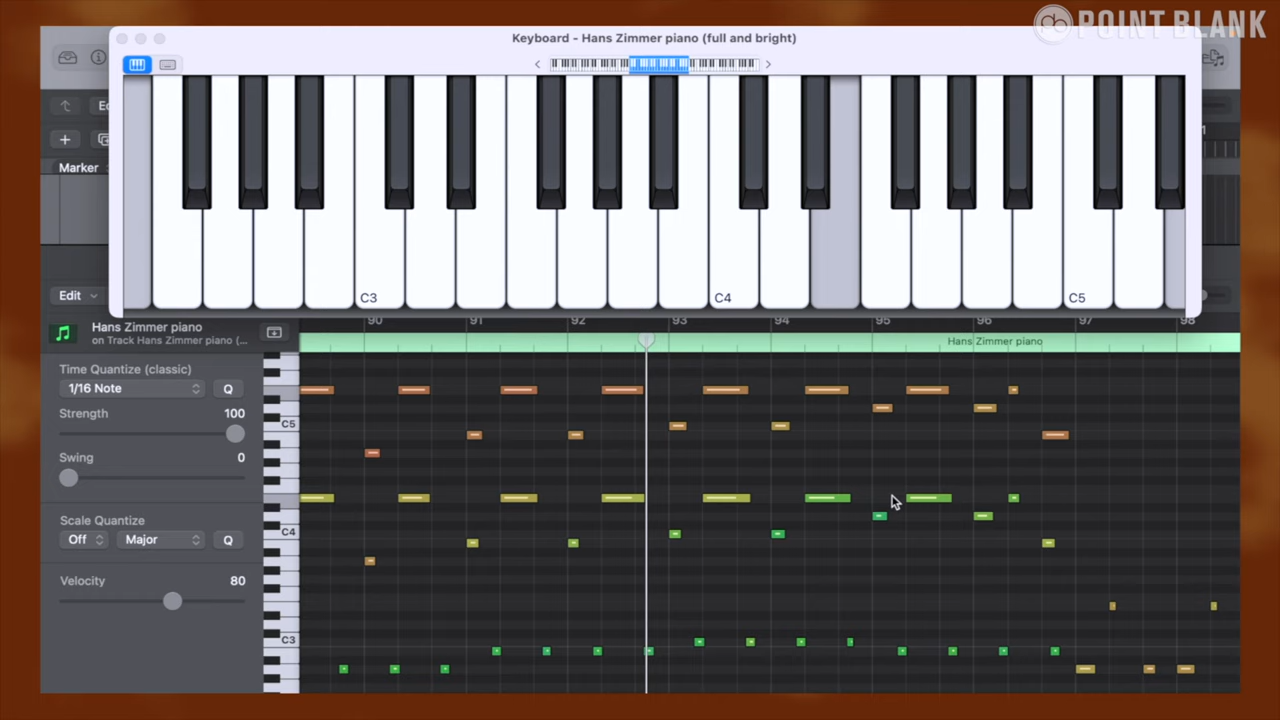 POINT BLANK
Keyboard - Hans Zimmer piano (full and bright)
Marker
C3
C4
C5
Edit
90
91
92
93
94
95
96
97
98
Hans Zimmer piano
on Track Hans Zimmer piano (...
Hans Zimmer piano
Time Quantize (classic)
1/16 Note
Q
Strength
100
C5
Swing
0
Scale Quantize
Off
Major
Q
C4
Velocity
80
C3